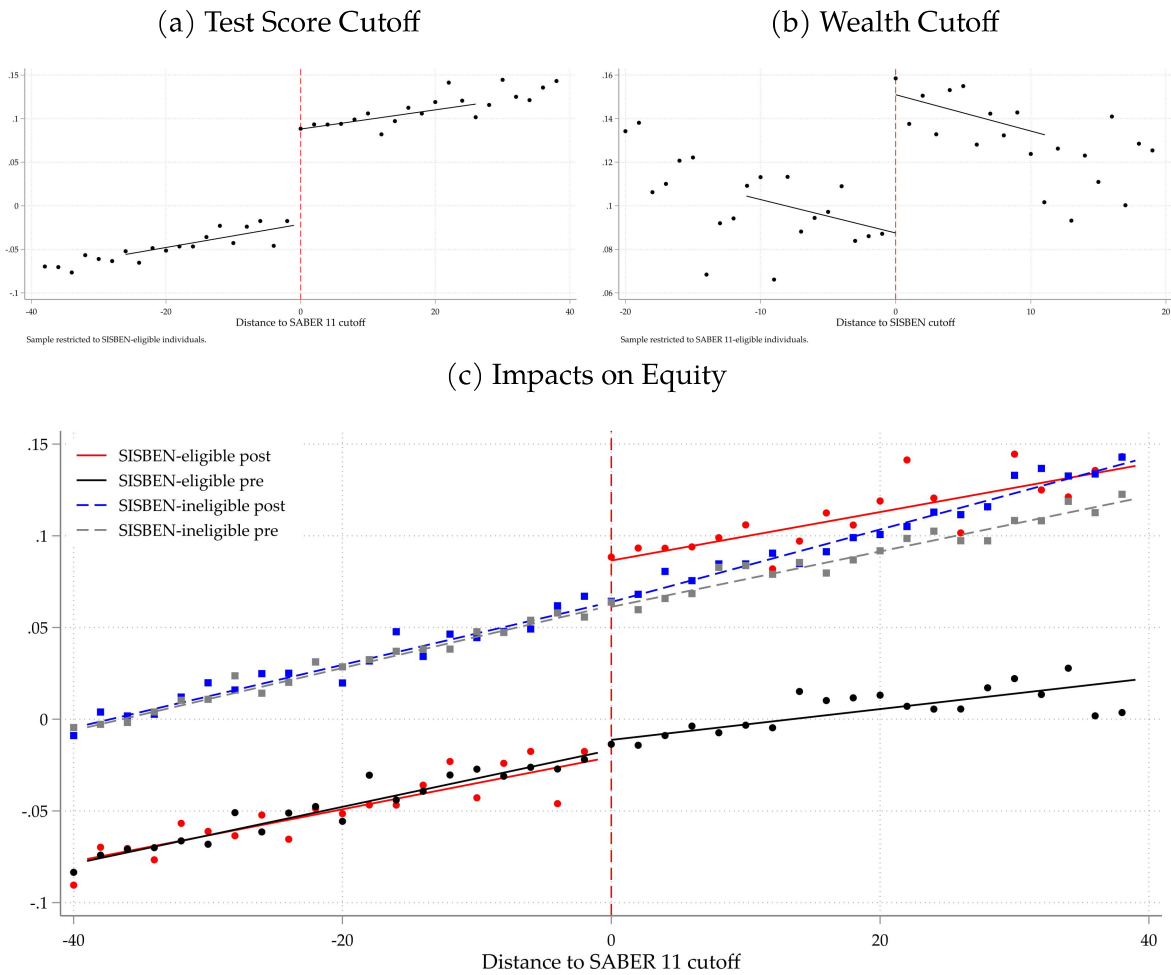 (a) Test Score Cutoff
.15
.1
.05
0
-.05
-.1
-40
-20
0
20
40
Distance to SABER 11 cutoff
Sample restricted to SISBEN-eligible individuals.
(b) Wealth Cutoff
.16
.14
.12
.1
.08
.06
-20
-10
0
10
20
Distance to SISBEN cutoff
Sample restricted to SABER 11-eligible individuals.
(c) Impacts on Equity
SISBEN-eligible post
SISBEN-eligible pre
SISBEN-ineligible post
SISBEN-ineligible pre
.15
.1
.05
0
-.05
-.1
-40
-20
0
20
40
Distance to SABER 11 cutoff